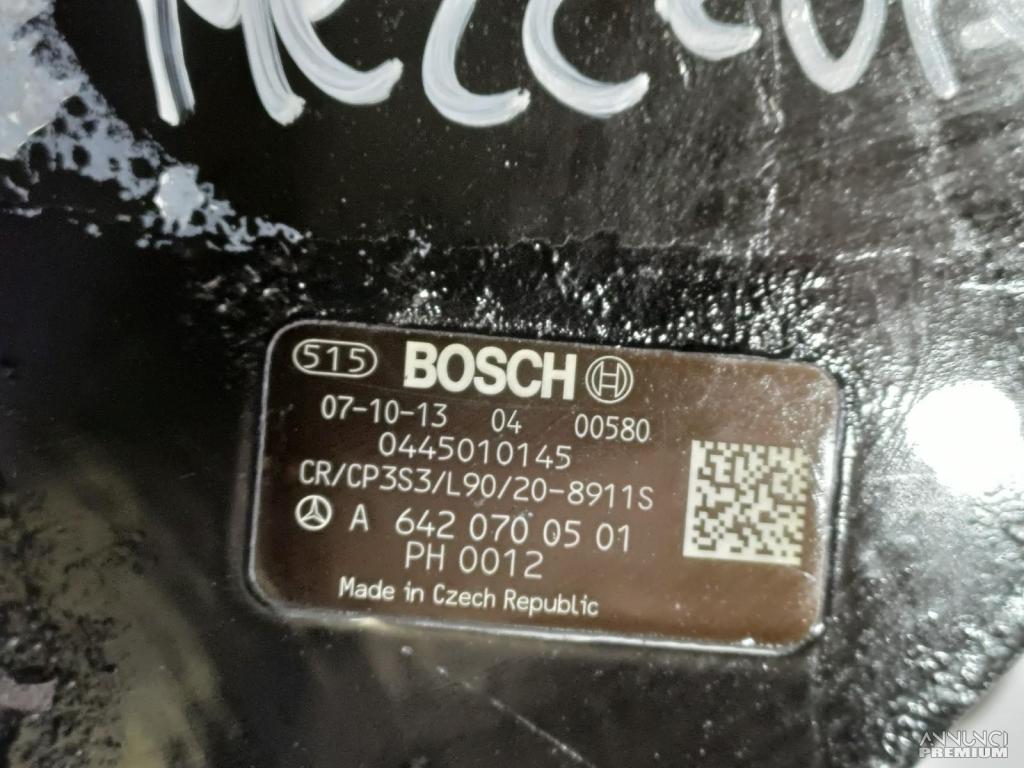 MERCEDES
515 BOSCH
07-10-13 04 00580
0445010145
CR/CP3S3/L90/20-8911S
A 642 070 05 01
PH 0012
Made in Czech Republic
ANNUNCI
PREMIUM